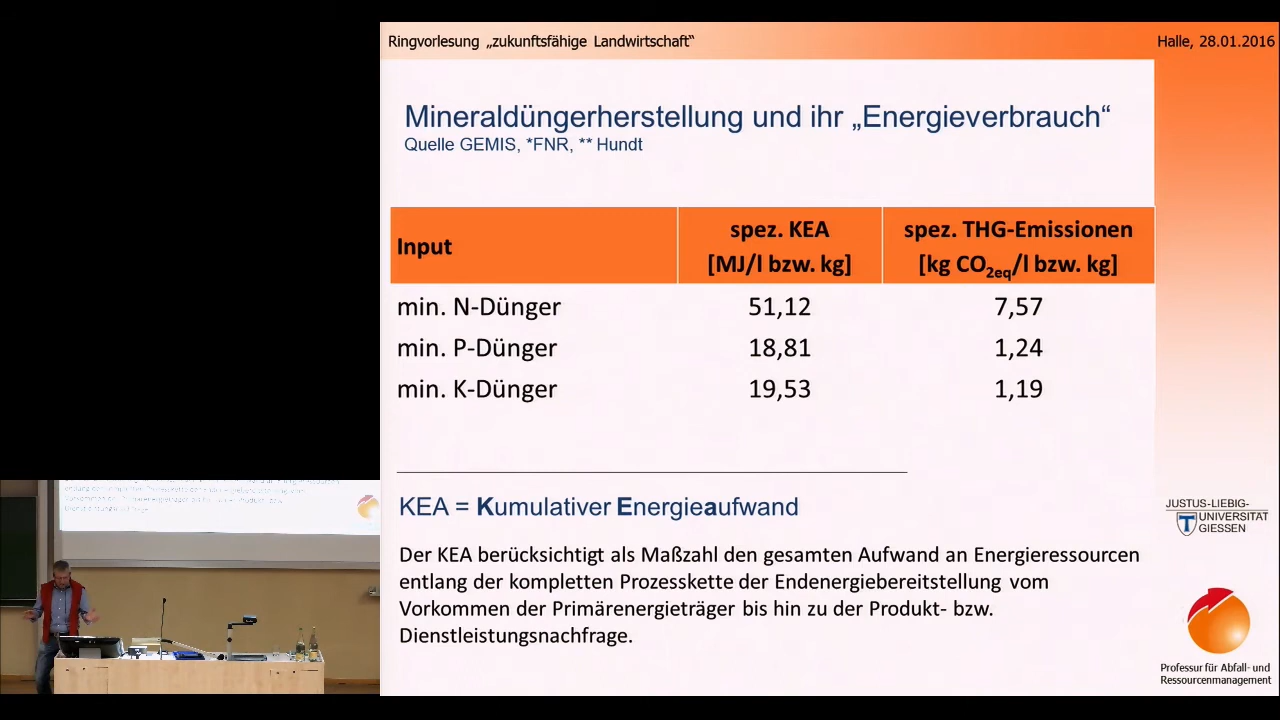 Ringvorlesung „zukunftsfähige Landwirtschaft“
Halle, 28.01.2016
Mineraldüngerherstellung und ihr „Energieverbrauch“
Quelle GEMIS, *FNR, ** Hundt
Input
spez. KEA
[MJ/l bzw. kg]
spez. THG-Emissionen
[kg CO2eq/l bzw. kg]
min. N-Dünger 51,12 7,57
min. P-Dünger 18,81 1,24
min. K-Dünger 19,53 1,19
KEA = Kumulativer Energieaufwand
Der KEA berücksichtigt als Maßzahl den gesamten Aufwand an Energieressourcen
entlang der kompletten Prozesskette der Endenergiebereitstellung vom
Vorkommen der Primärenergieträger bis hin zu der Produkt- bzw.
Dienstleistungsnachfrage.
JUSTUS-LIEBIG-
UNIVERSITÄT
GIESSEN
Professur für Abfall- und
Ressourcenmanagement